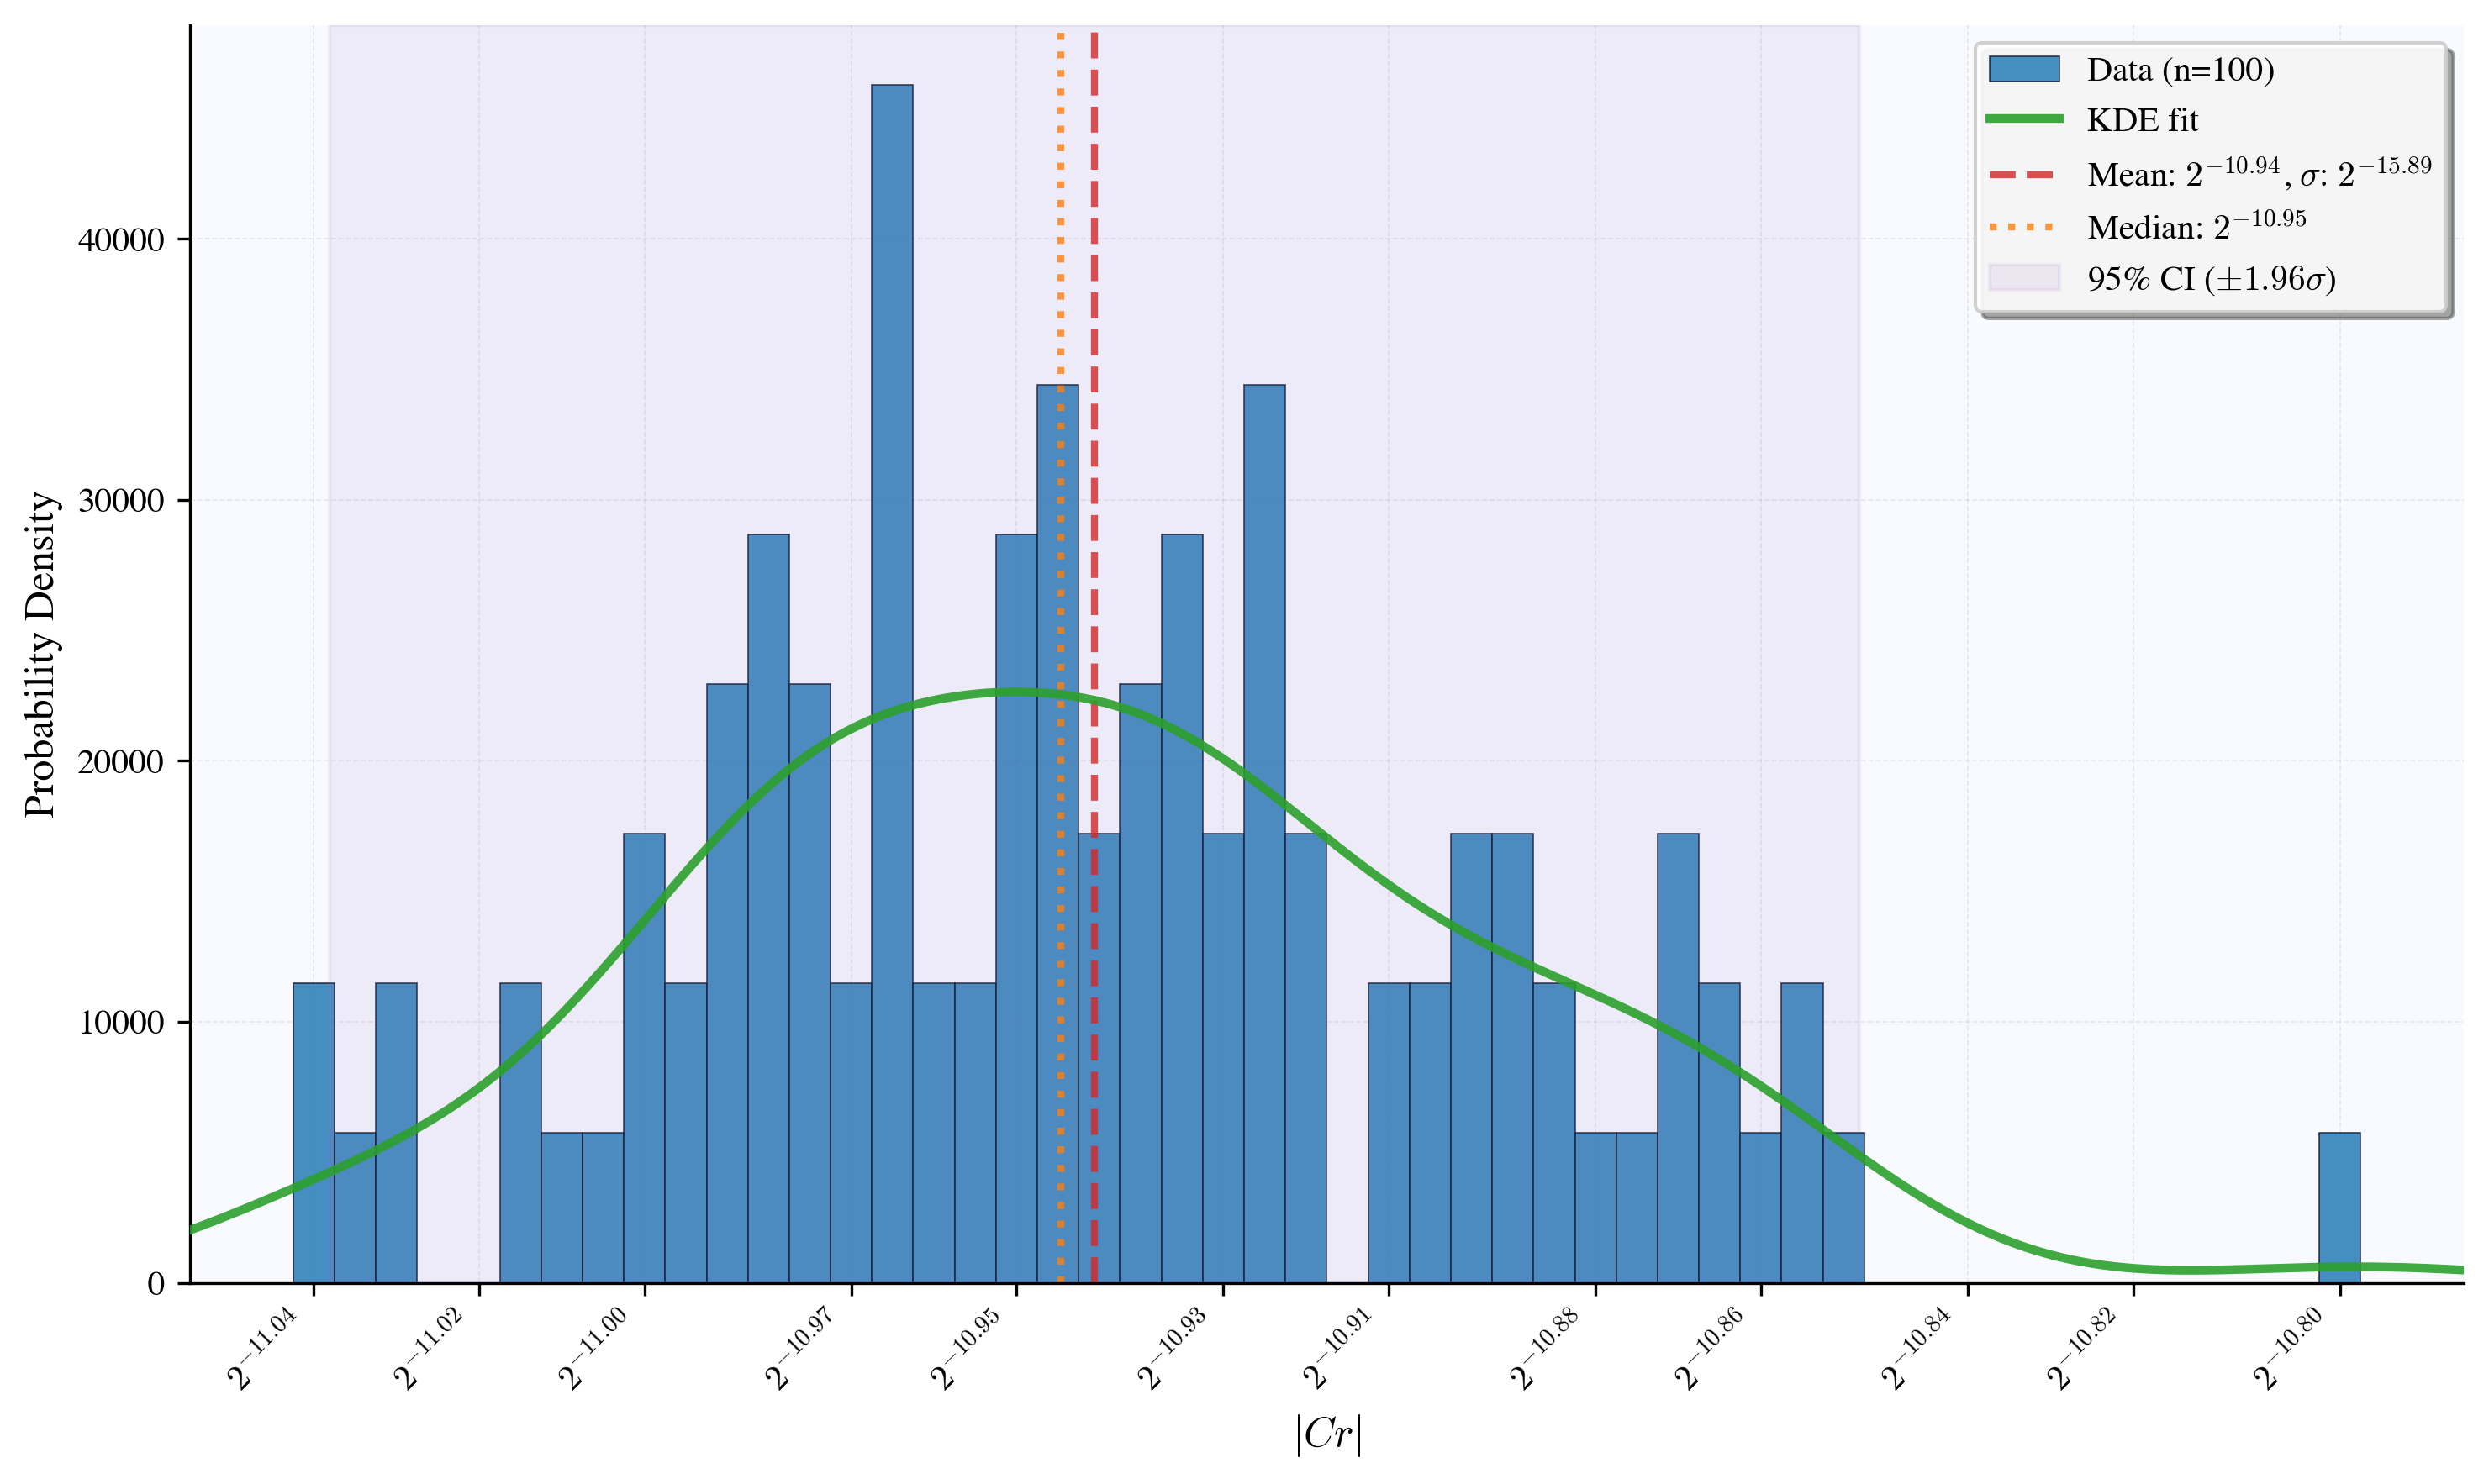 Data (n=100)
KDE fit
Mean: 2^{-10.94}, σ: 2^{-15.89}
Median: 2^{-10.95}
95% CI (±1.96σ)
Probability Density
40000
30000
20000
10000
0
2^{-11.04} 2^{-11.02} 2^{-11.00} 2^{-10.97} 2^{-10.95} 2^{-10.93} 2^{-10.91} 2^{-10.88} 2^{-10.86} 2^{-10.84} 2^{-10.82} 2^{-10.80}
|Cr|